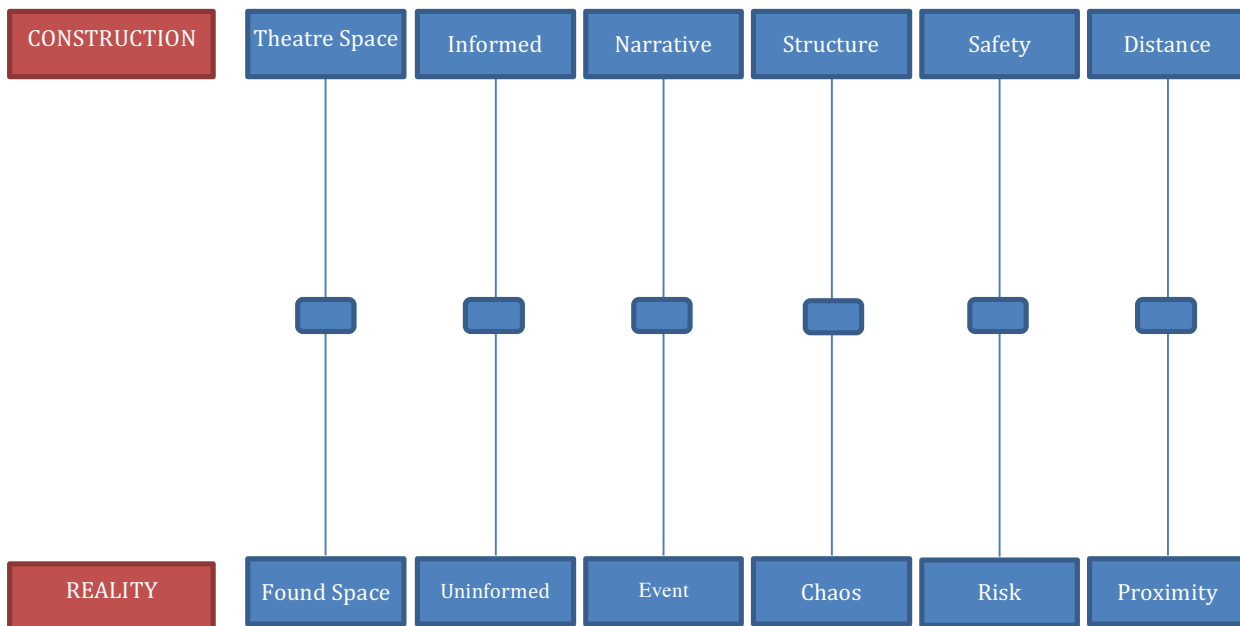 CONSTRUCTION
Theatre Space
Informed
Narrative
Structure
Safety
Distance
REALITY
Found Space
Uninformed
Event
Chaos
Risk
Proximity